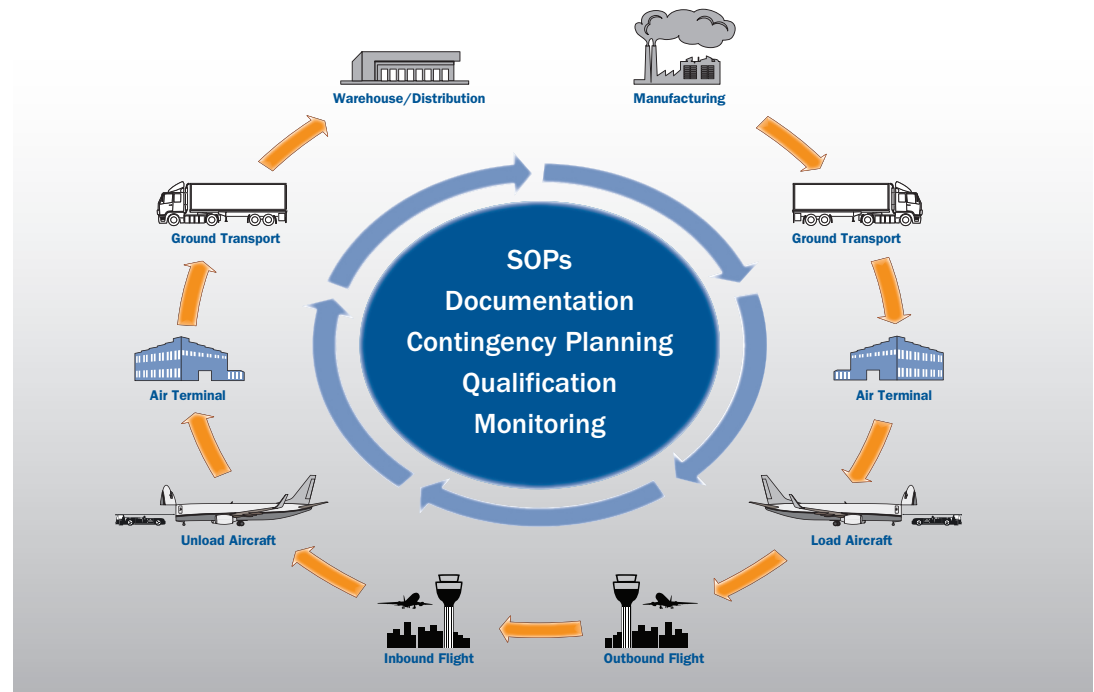 Warehouse/Distribution
Manufacturing
Ground Transport
Ground Transport
SOPs
Documentation
Contingency Planning
Qualification
Monitoring
Air Terminal
Air Terminal
Unload Aircraft
Load Aircraft
Inbound Flight
Outbound Flight